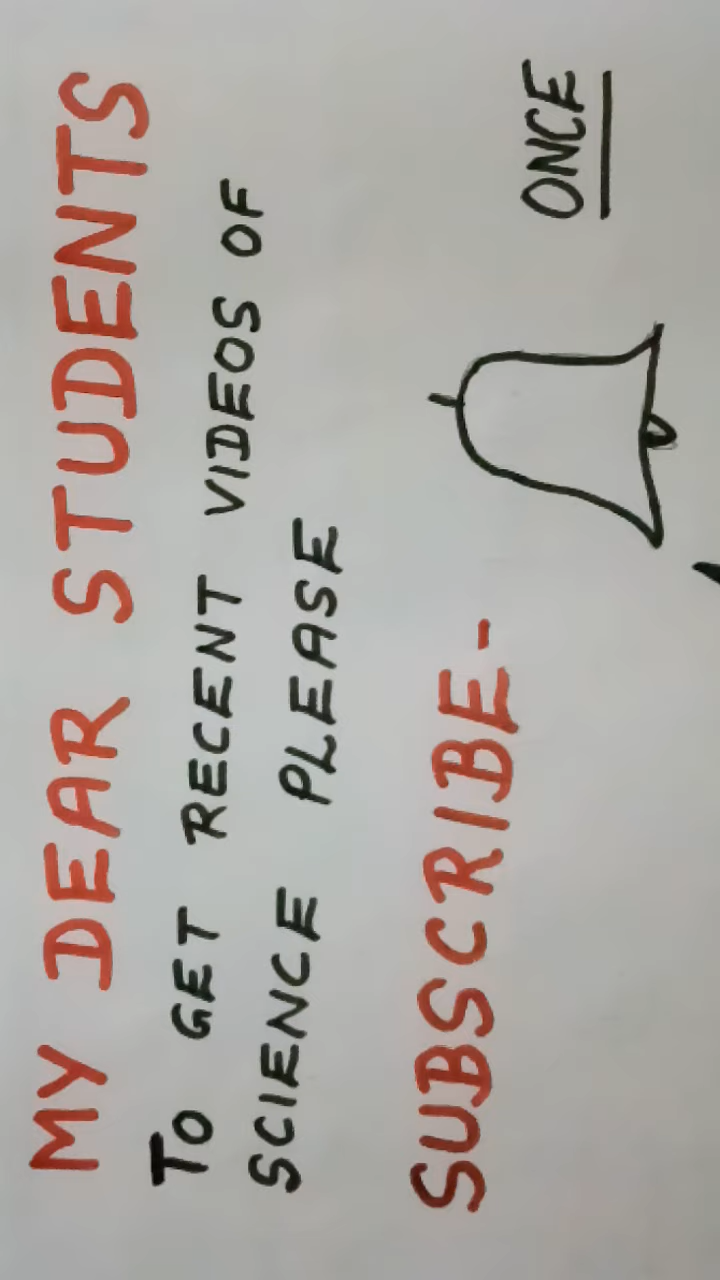 MY DEAR STUDENTS
To GET RECENT VIDEOS OF
SCIENCE PLEASE
SUBSCRIBE- ONCE